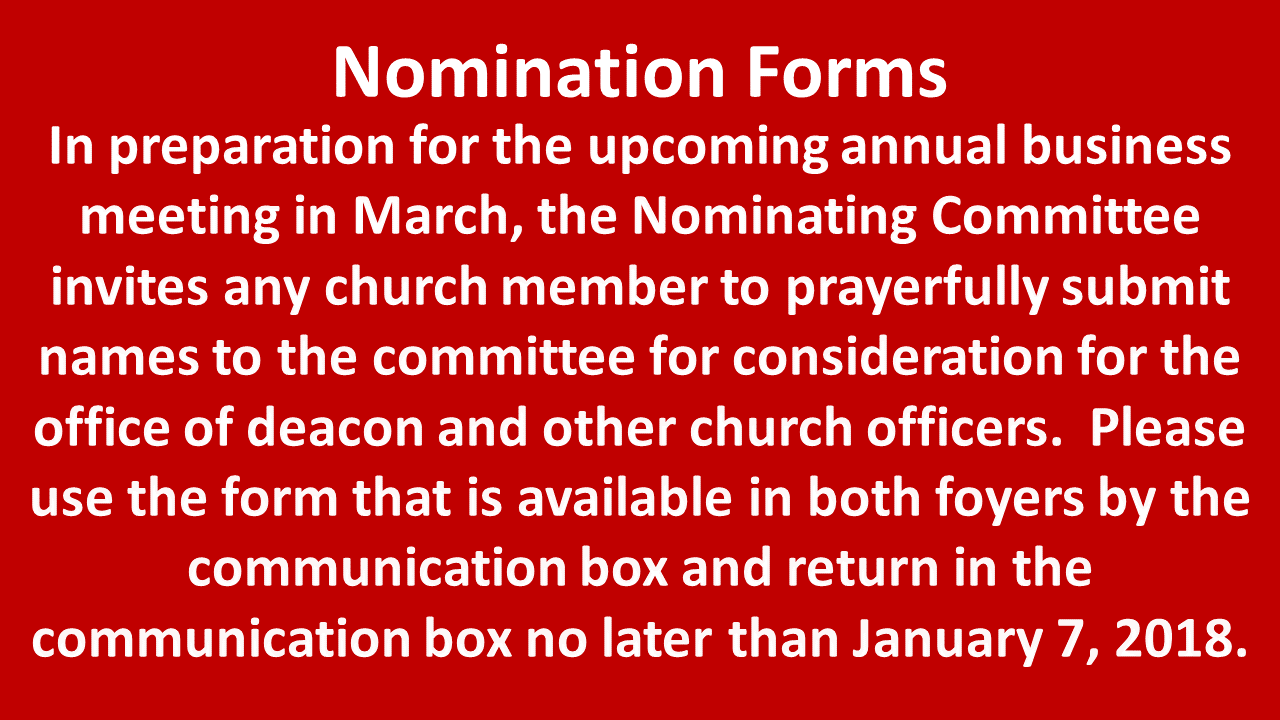 Nomination Forms
In preparation for the upcoming annual business
meeting in March, the Nominating Committee
invites any church member to prayerfully submit
names to the committee for consideration for the
office of deacon and other church officers.  Please
use the form that is available in both foyers by the
communication box and return in the
communication box no later than January 7, 2018.